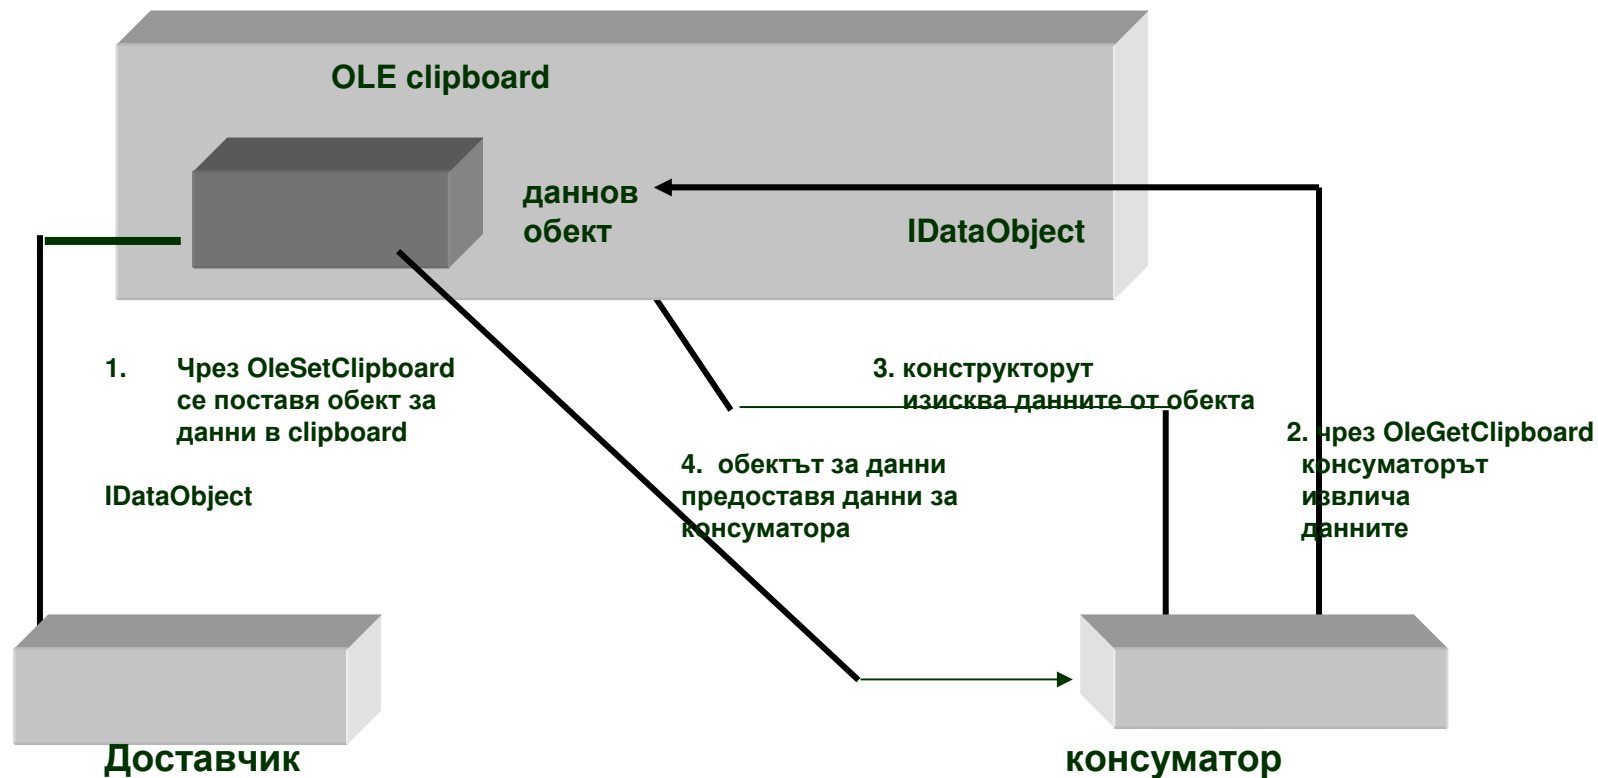 OLE clipboard
даннов
обект
IDataObject
1. Чрез OleSetClipboard
се поставя обект за
данни в clipboard
IDataObject
3. конструкторут
изисква данните от обекта
2. чрез OleGetClipboard
консуматорът
извлича
данните
4. обектът за данни
предоставя данни за
консуматора
Доставчик
консуматор